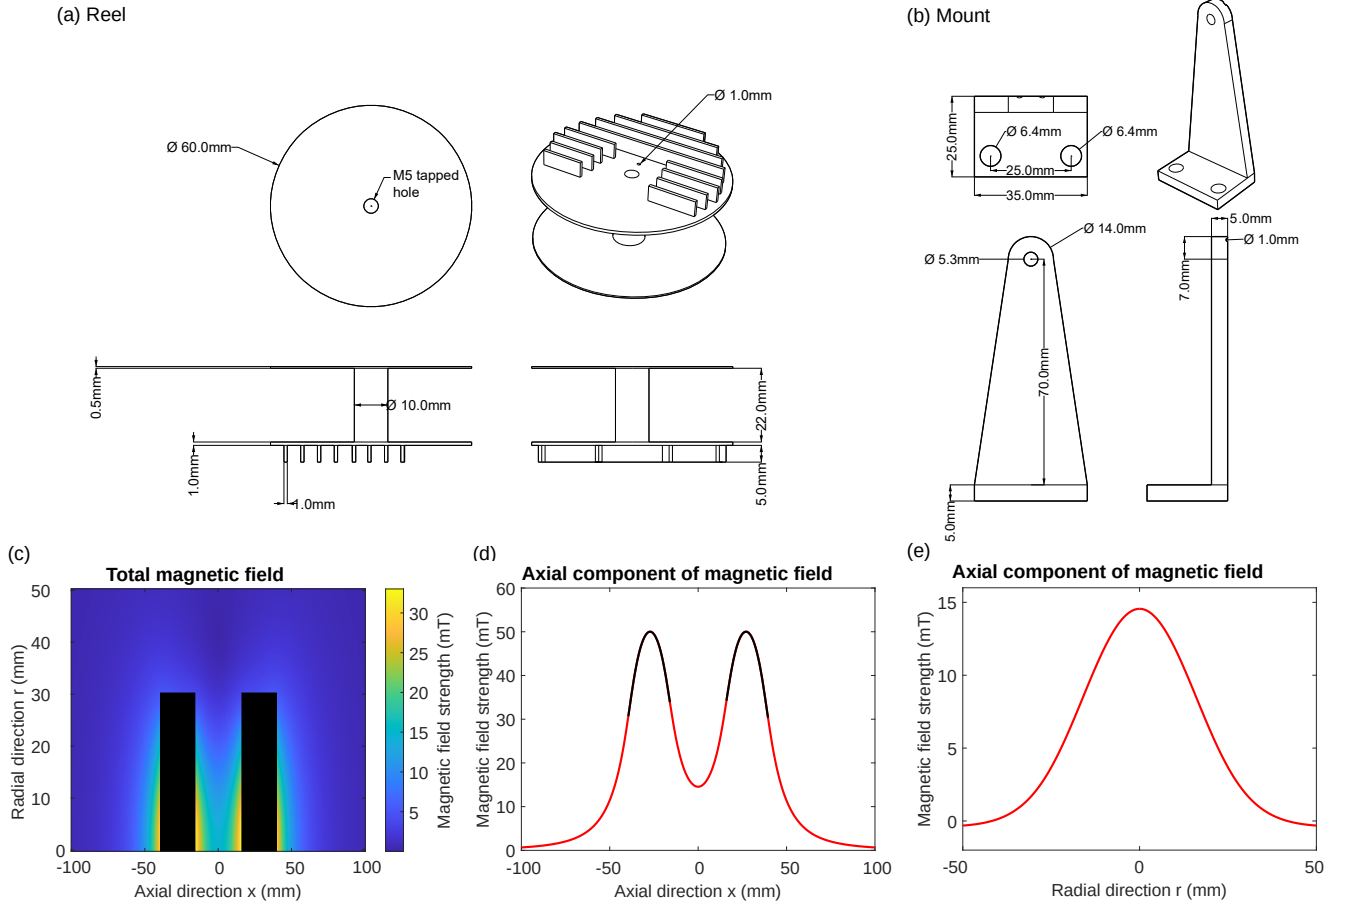 (a) Reel
Ø 60.0mm
M5 tapped
hole
Ø 1.0mm
0.5mm
Ø 10.0mm
1.0mm
1.0mm
22.0mm
5.0mm
(b) Mount
25.0mm
Ø 6.4mm
Ø 6.4mm
25.0mm
35.0mm
Ø 14.0mm
Ø 5.3mm
70.0mm
5.0mm
5.0mm
Ø 1.0mm
7.0mm
(c)
Total magnetic field
50
40
30
20
10
0
-100
-50
0
50
100
Radial direction r (mm)
Axial direction x (mm)
30
25
20
15
10
5
Magnetic field strength (mT)
(d)
Axial component of magnetic field
60
50
40
30
20
10
0
-100
-50
0
50
100
Magnetic field strength (mT)
Axial direction x (mm)
(e)
Axial component of magnetic field
15
10
5
0
-50
0
50
Magnetic field strength (mT)
Radial direction r (mm)